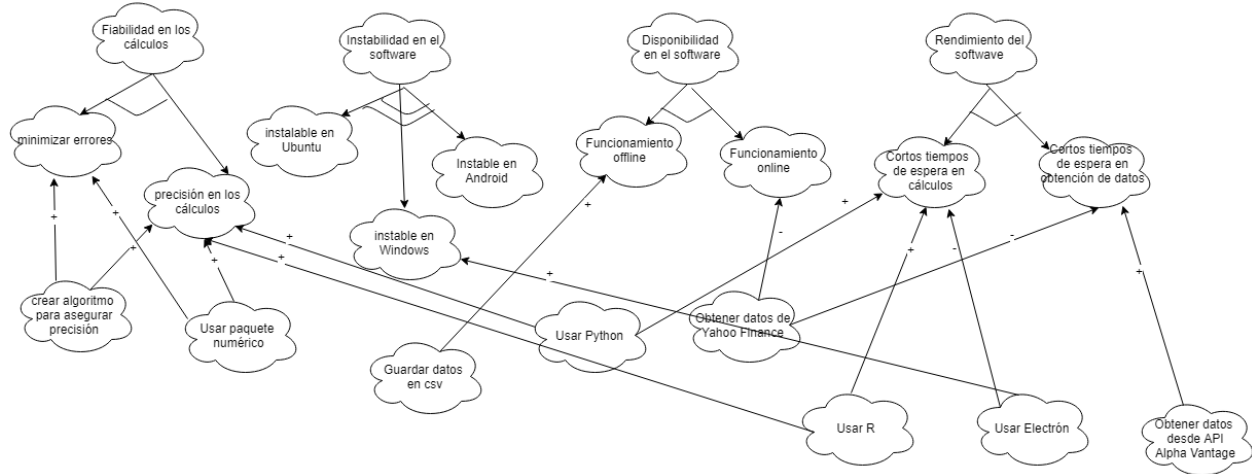 Fiabilidad en los
cálculos
Instabilidad en el
software
Disponibilidad
en el software
Rendimiento del
softwave
minimizar errores
instalable en
Ubuntu
Instable en
Android
Funcionamiento
offline
Funcionamiento
online
Cortos tiempos
de espera en
cálculos
Cortos tiempos
de espera en
obtención de datos
precisión en los
cálculos
instable en
Windows
+
+
+
+
+
+
+
+
-
+
+
-
-
+
crear algoritmo
para asegurar
precisión
Usar paquete
numérico
Guardar datos
en csv
Usar Python
Obtener datos de
Yahoo Finance
Usar R
Usar Electrón
Obtener datos
desde API
Alpha Vantage